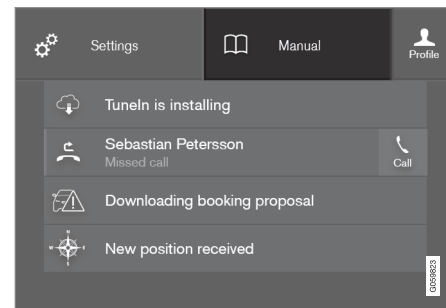 Settings
Manual
Profile
TuneIn is installing
Sebastian Petersson
Missed call
Call
Downloading booking proposal
N
W E
S
New position received
G059823